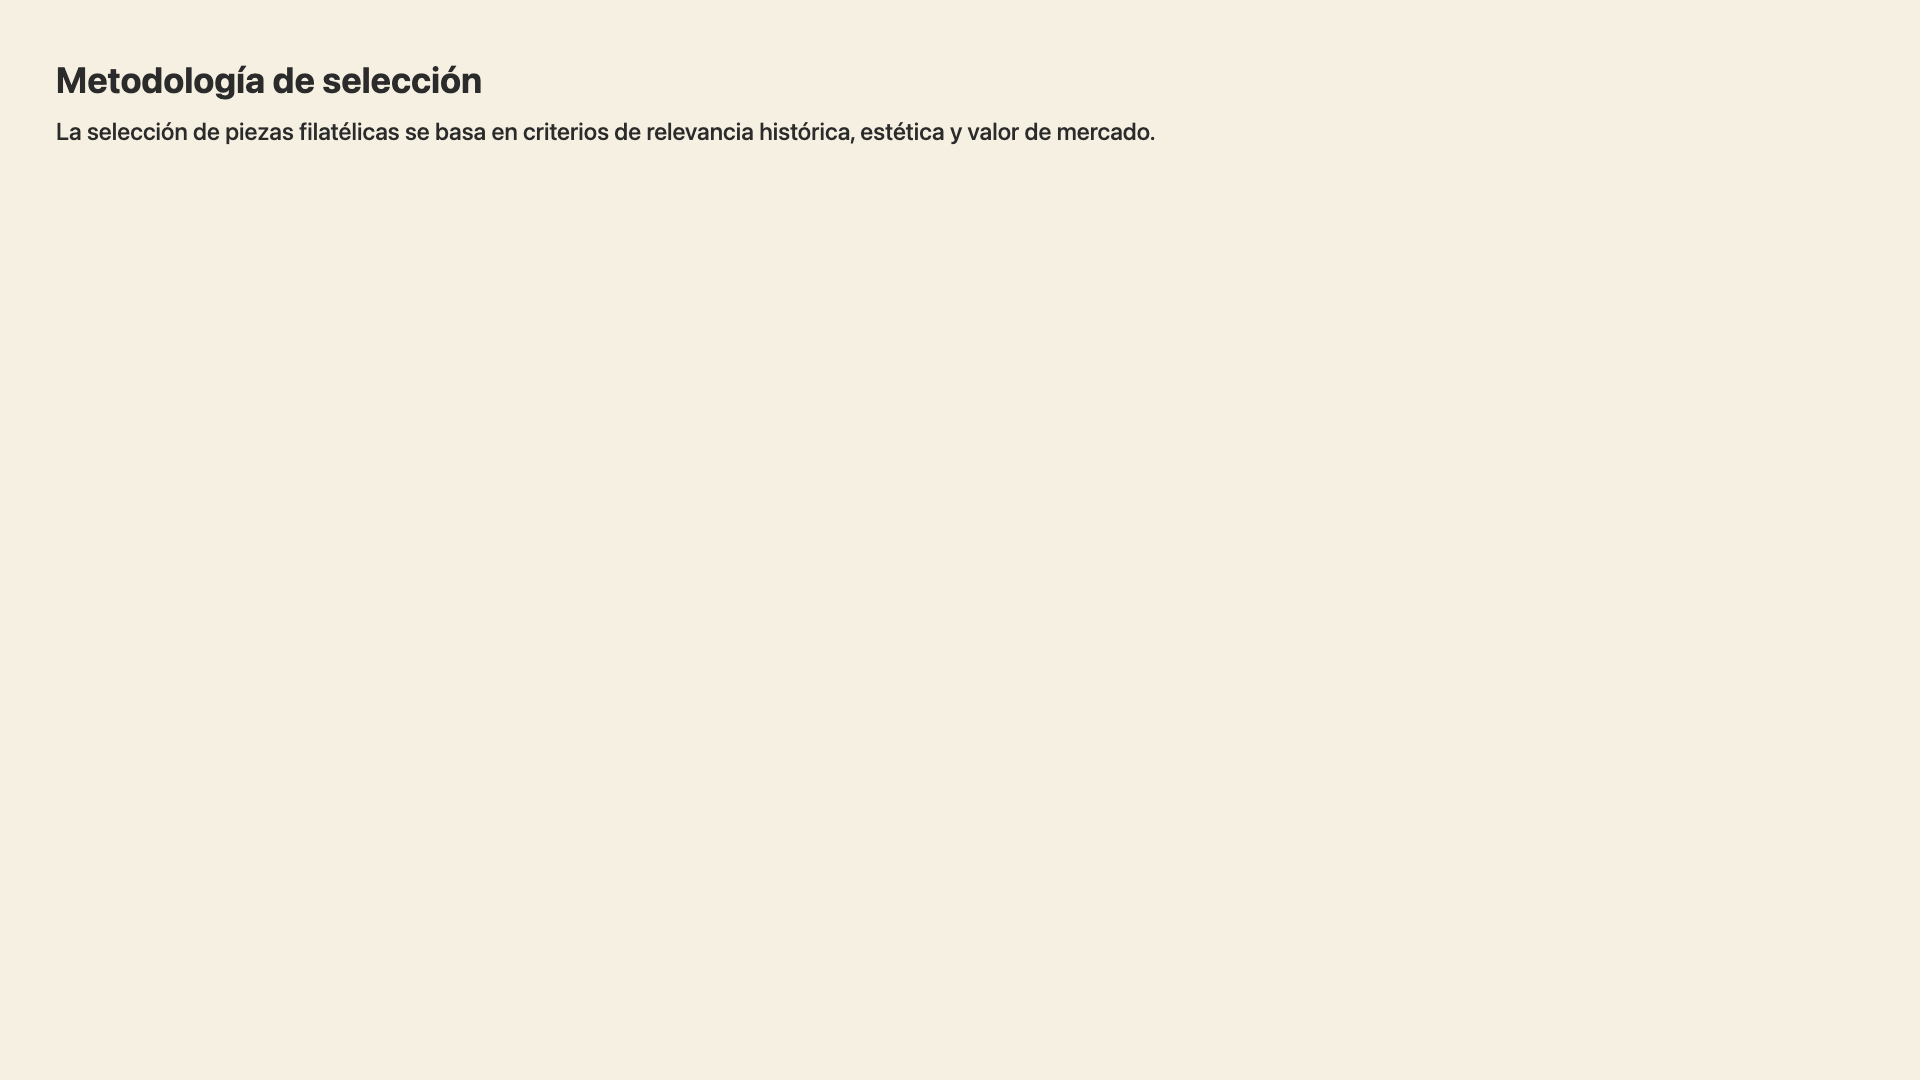 Metodología de selección
La selección de piezas filatélicas se basa en criterios de relevancia histórica, estética y valor de mercado.